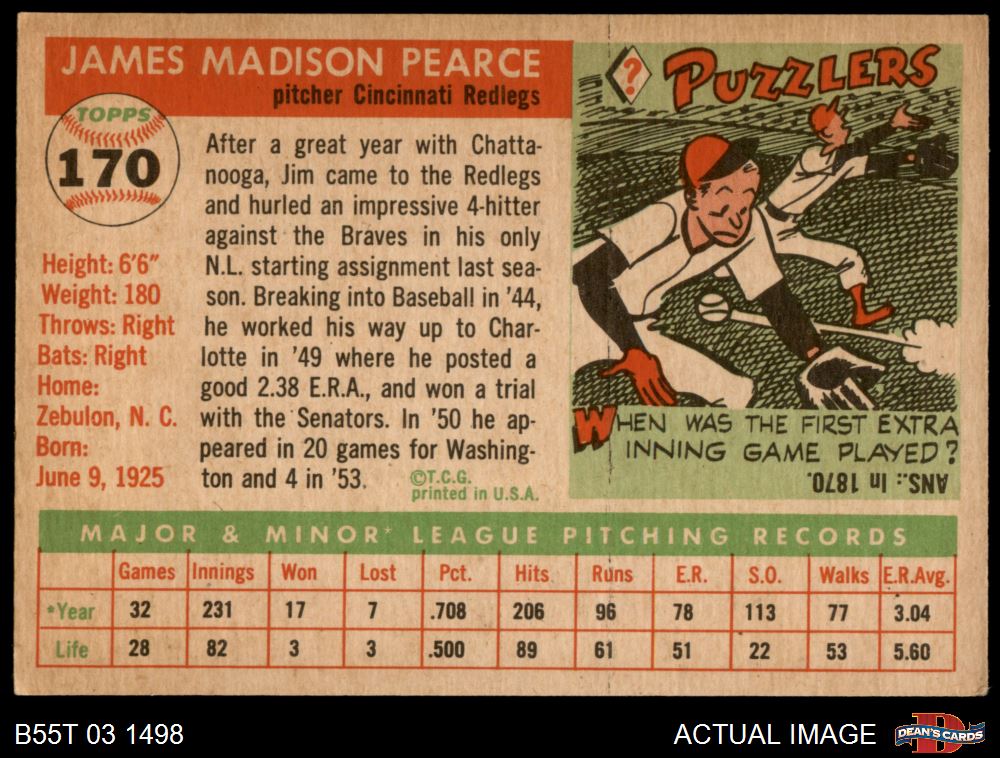 JAMES MADISON PEARCE
pitcher Cincinnati Redlegs
TOPPS
170
Height: 6'6"
Weight: 180
Throws: Right
Bats: Right
Home:
Zebulon, N. C.
Born:
June 9, 1925
After a great year with Chatta-
nooga, Jim came to the Redlegs
and hurled an impressive 4-hitter
against the Braves in his only
N.L. starting assignment last sea-
son. Breaking into Baseball in '44,
he worked his way up to Char-
lotte in '49 where he posted a
good 2.38 E.R.A., and won a trial
with the Senators. In '50 he ap-
peared in 20 games for Washing-
ton and 4 in '53.
©T.C.G.
printed in U.S.A.
?
PUZZLERS
WHEN WAS THE FIRST EXTRA
INNING GAME PLAYED?
ANS.: In 1870.
MAJOR & MINOR* LEAGUE PITCHING RECORDS
Games Innings Won Lost Pct. Hits Runs E.R. S.O. Walks E.R.Avg.
*Year 32 231 17 7 .708 206 96 78 113 77 3.04
Life 28 82 3 3 .500 89 61 51 22 53 5.60
B55T 03 1498
ACTUAL IMAGE
DEAN'S CARDS